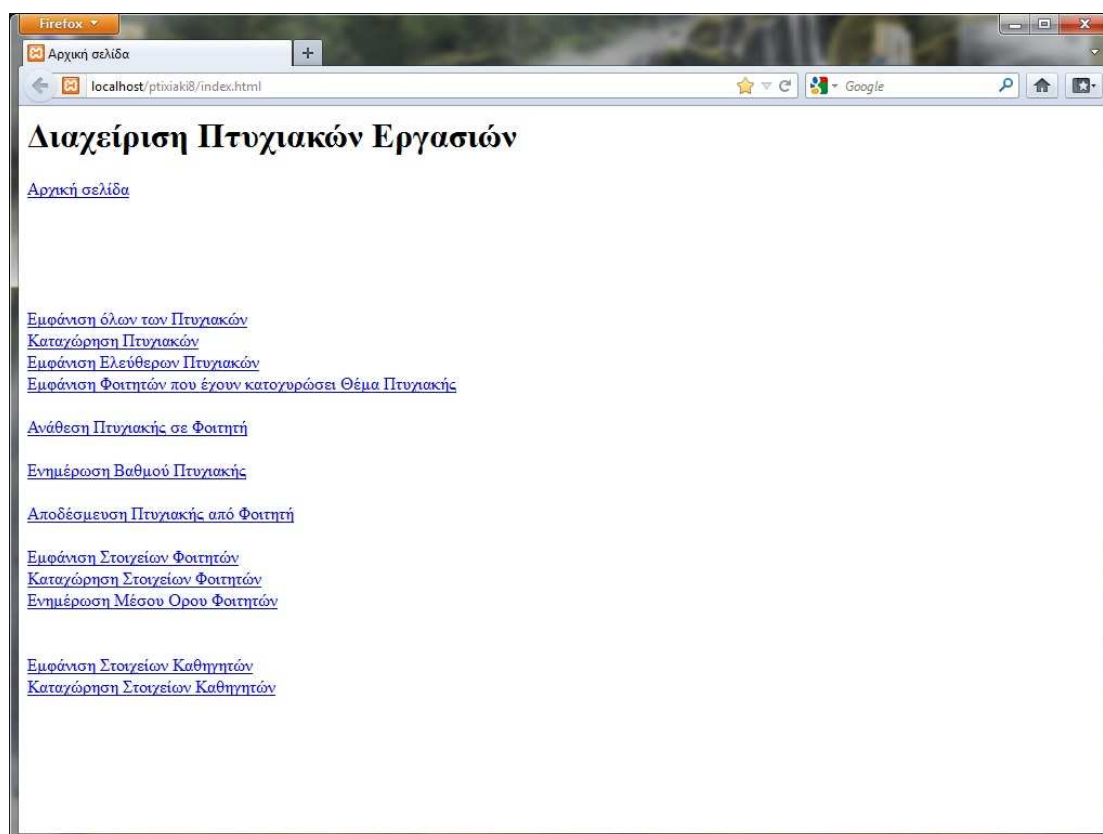 Firefox
Αρχική σελίδα
localhost/ptixiaki8/index.html
Google
Διαχείριση Πτυχιακών Εργασιών
Αρχική σελίδα
Εμφάνιση όλων των Πτυχιακών
Καταχώρηση Πτυχιακών
Εμφάνιση Ελεύθερων Πτυχιακών
Εμφάνιση Φοιτητών που έχουν κατοχυρώσει Θέμα Πτυχιακής
Ανάθεση Πτυχιακής σε Φοιτητή
Ενημέρωση Βαθμού Πτυχιακής
Αποδέσμευση Πτυχιακής από Φοιτητή
Εμφάνιση Στοιχείων Φοιτητών
Καταχώρηση Στοιχείων Φοιτητών
Ενημέρωση Μέσου Ορου Φοιτητών
Εμφάνιση Στοιχείων Καθηγητών
Καταχώρηση Στοιχείων Καθηγητών